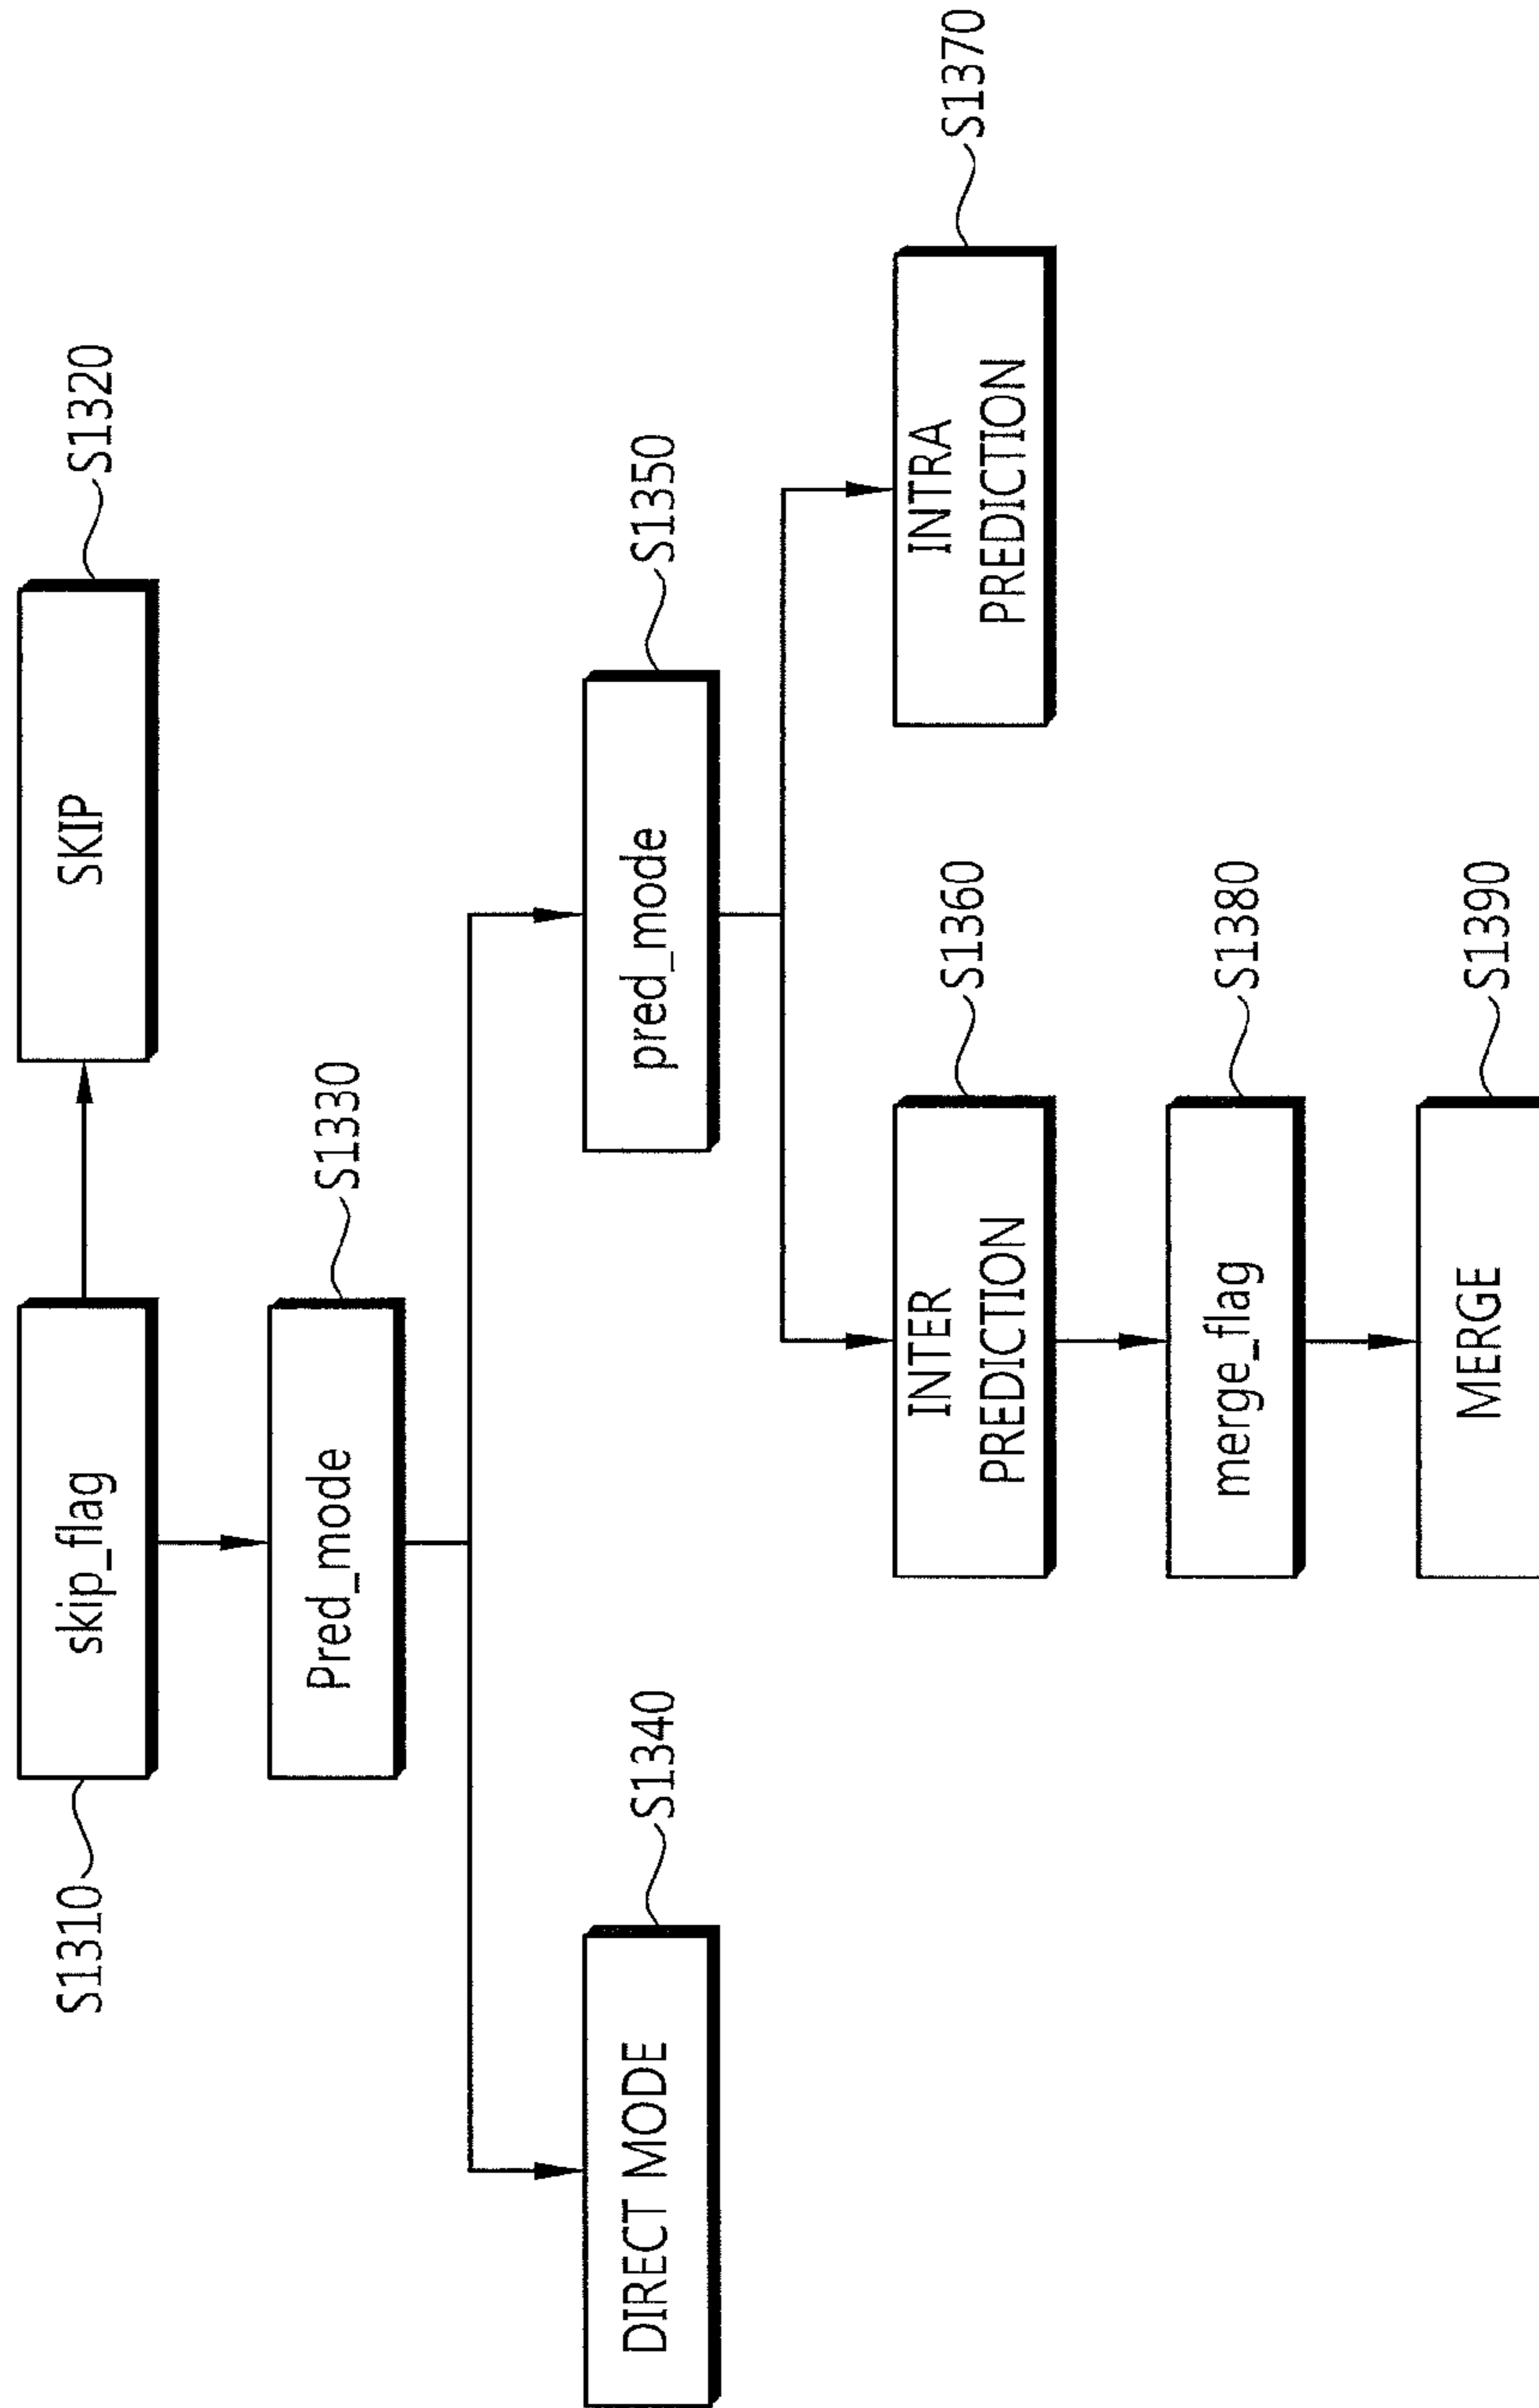 S1310
skip_flag
SKIP
S1320
Pred_mode
S1330
DIRECT MODE
S1340
pred_mode
S1350
INTER
PREDICTION
S1360
INTRA
PREDICTION
S1370
merge_flag
S1380
MERGE
S1390